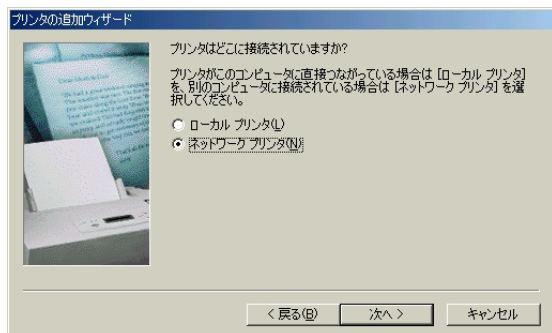 プリンタの追加ウィザード
プリンタはどこに接続されていますか?
プリンタがこのコンピュータに直接つながっている場合は [ローカル プリンタ]
を、別のコンピュータに接続されている場合は [ネットワーク プリンタ] を選
択してください。
ローカル プリンタ(L)
ネットワーク プリンタ(N)
< 戻る(B)
次へ >
キャンセル